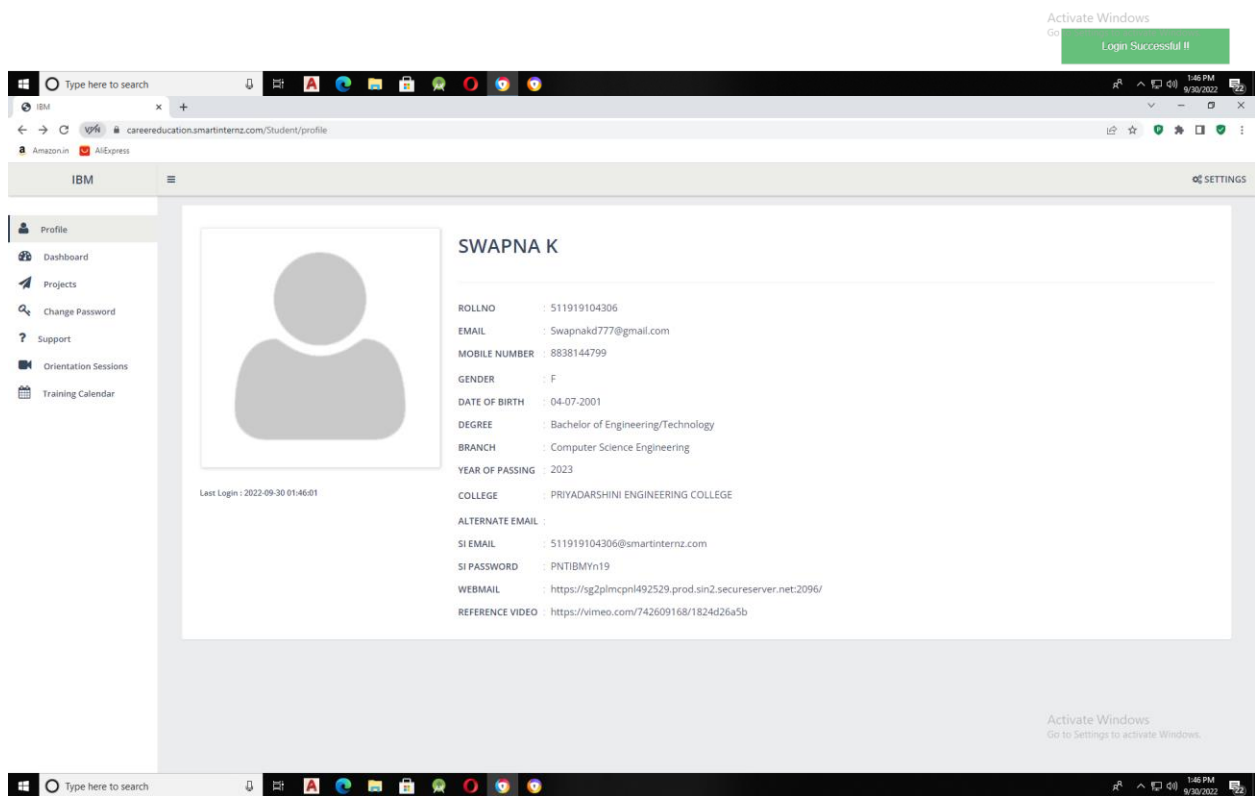 Activate Windows
Go
Login Successful !!
Type here to search
1:46 PM
9/30/2022
22
IBM
VPN
careereducation.smartinternz.com/Student/profile
Amazon.in
AliExpress
IBM
SETTINGS
Profile
Dashboard
Projects
Change Password
Support
Orientation Sessions
Training Calendar
Last Login : 2022-09-30 01:46:01
SWAPNA K
ROLLNO : 511919104306
EMAIL : Swapnakd777@gmail.com
MOBILE NUMBER : 8838144799
GENDER : F
DATE OF BIRTH : 04-07-2001
DEGREE : Bachelor of Engineering/Technology
BRANCH : Computer Science Engineering
YEAR OF PASSING : 2023
COLLEGE : PRIYADARSHINI ENGINEERING COLLEGE
ALTERNATE EMAIL :
SI EMAIL : 511919104306@smartinternz.com
SI PASSWORD : PNTIBMYn19
WEBMAIL : https://sg2plmcpnl492529.prod.sin2.secureserver.net:2096/
REFERENCE VIDEO : https://vimeo.com/742609168/1824d26a5b
Activate Windows
Go to Settings to activate Windows.
Type here to search
1:46 PM
9/30/2022
22